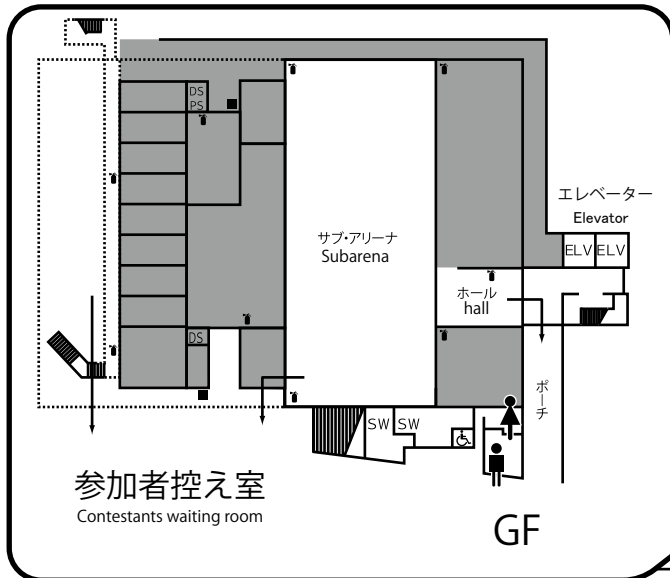 DS
PS
エレベーター
Elevator
ELV ELV
サブ・アリーナ
Subarena
ホール
hall
DS
ポーチ
SW SW
参加者控え室
Contestants waiting room
GF